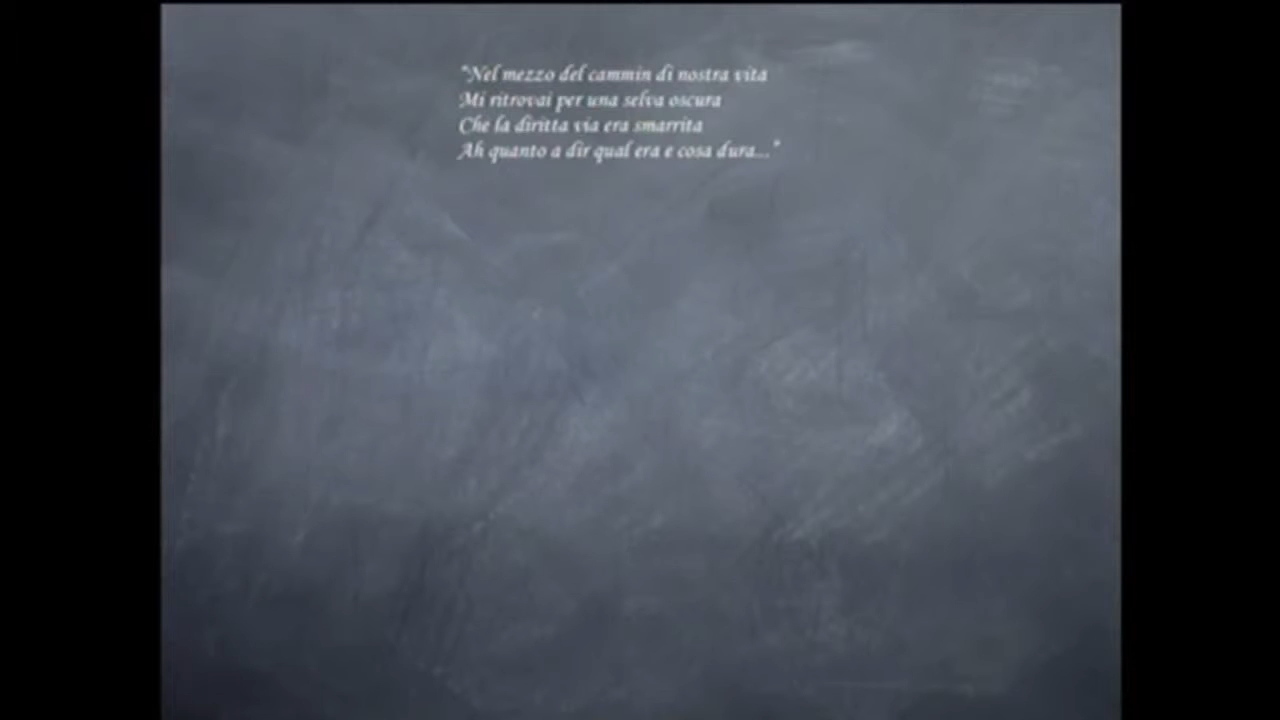 "Nel mezzo del cammin di nostra vita
Mi ritrovai per una selva oscura
Che la diritta via era smarrita
Ah quanto a dir qual era e cosa dura..."